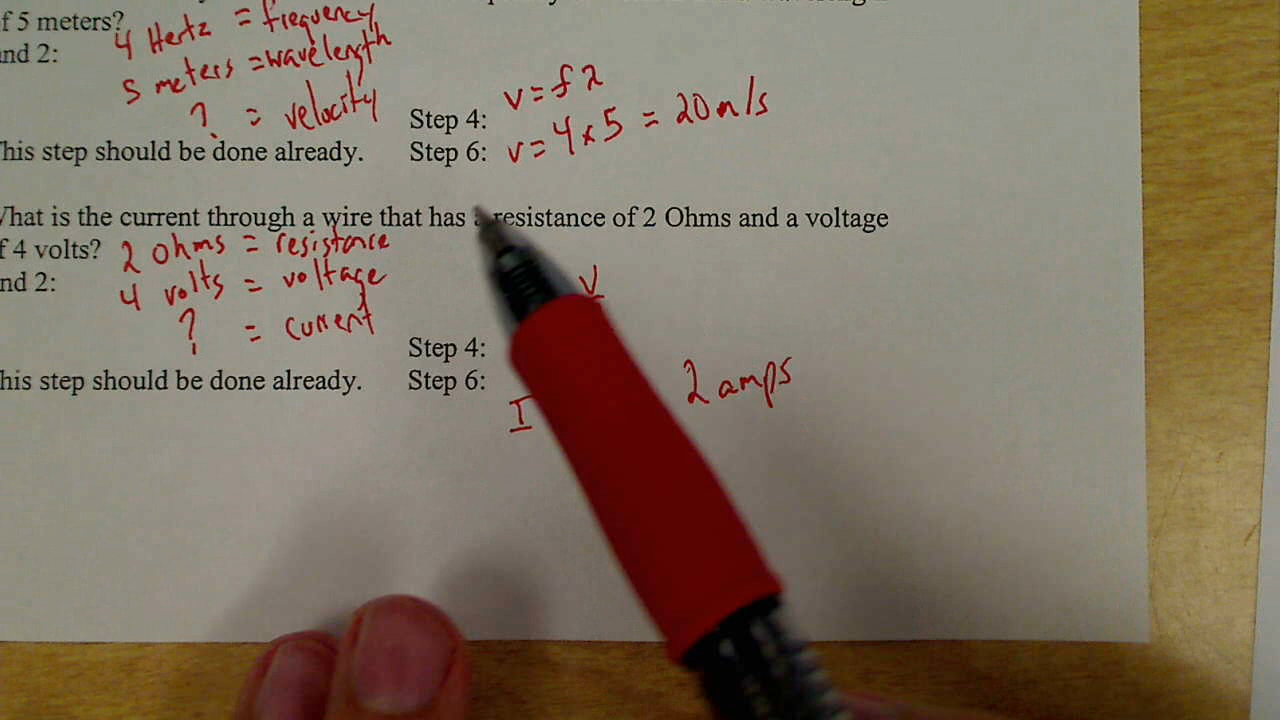 f 5 meters? 4 Hertz = frequency
nd 2: 5 meters = wavelength
? = velocity
Step 4: v = f λ
his step should be done already. Step 6: v = 4 x 5 = 20 m/s
hat is the current through a wire that has resistance of 2 Ohms and a voltage
f 4 volts? 2 ohms = resistance
nd 2: 4 volts = voltage
? = current
V
Step 4:
his step should be done already. Step 6: 2 amps
I